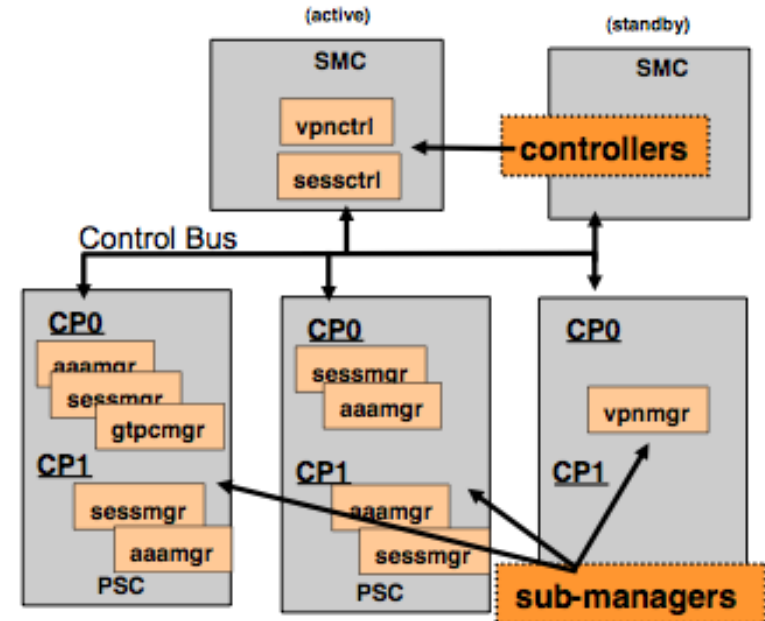 (active)
(standby)
SMC
SMC
vpnctrl
sessctrl
controllers
Control Bus
CP0
aaamgr
sessmgr
gtpcmgr
CP1
sessmgr
aaamgr
PSC
CP0
sessmgr
aaamgr
CP1
aaamgr
sessmgr
PSC
CP0
vpnmgr
CP1
sub-managers